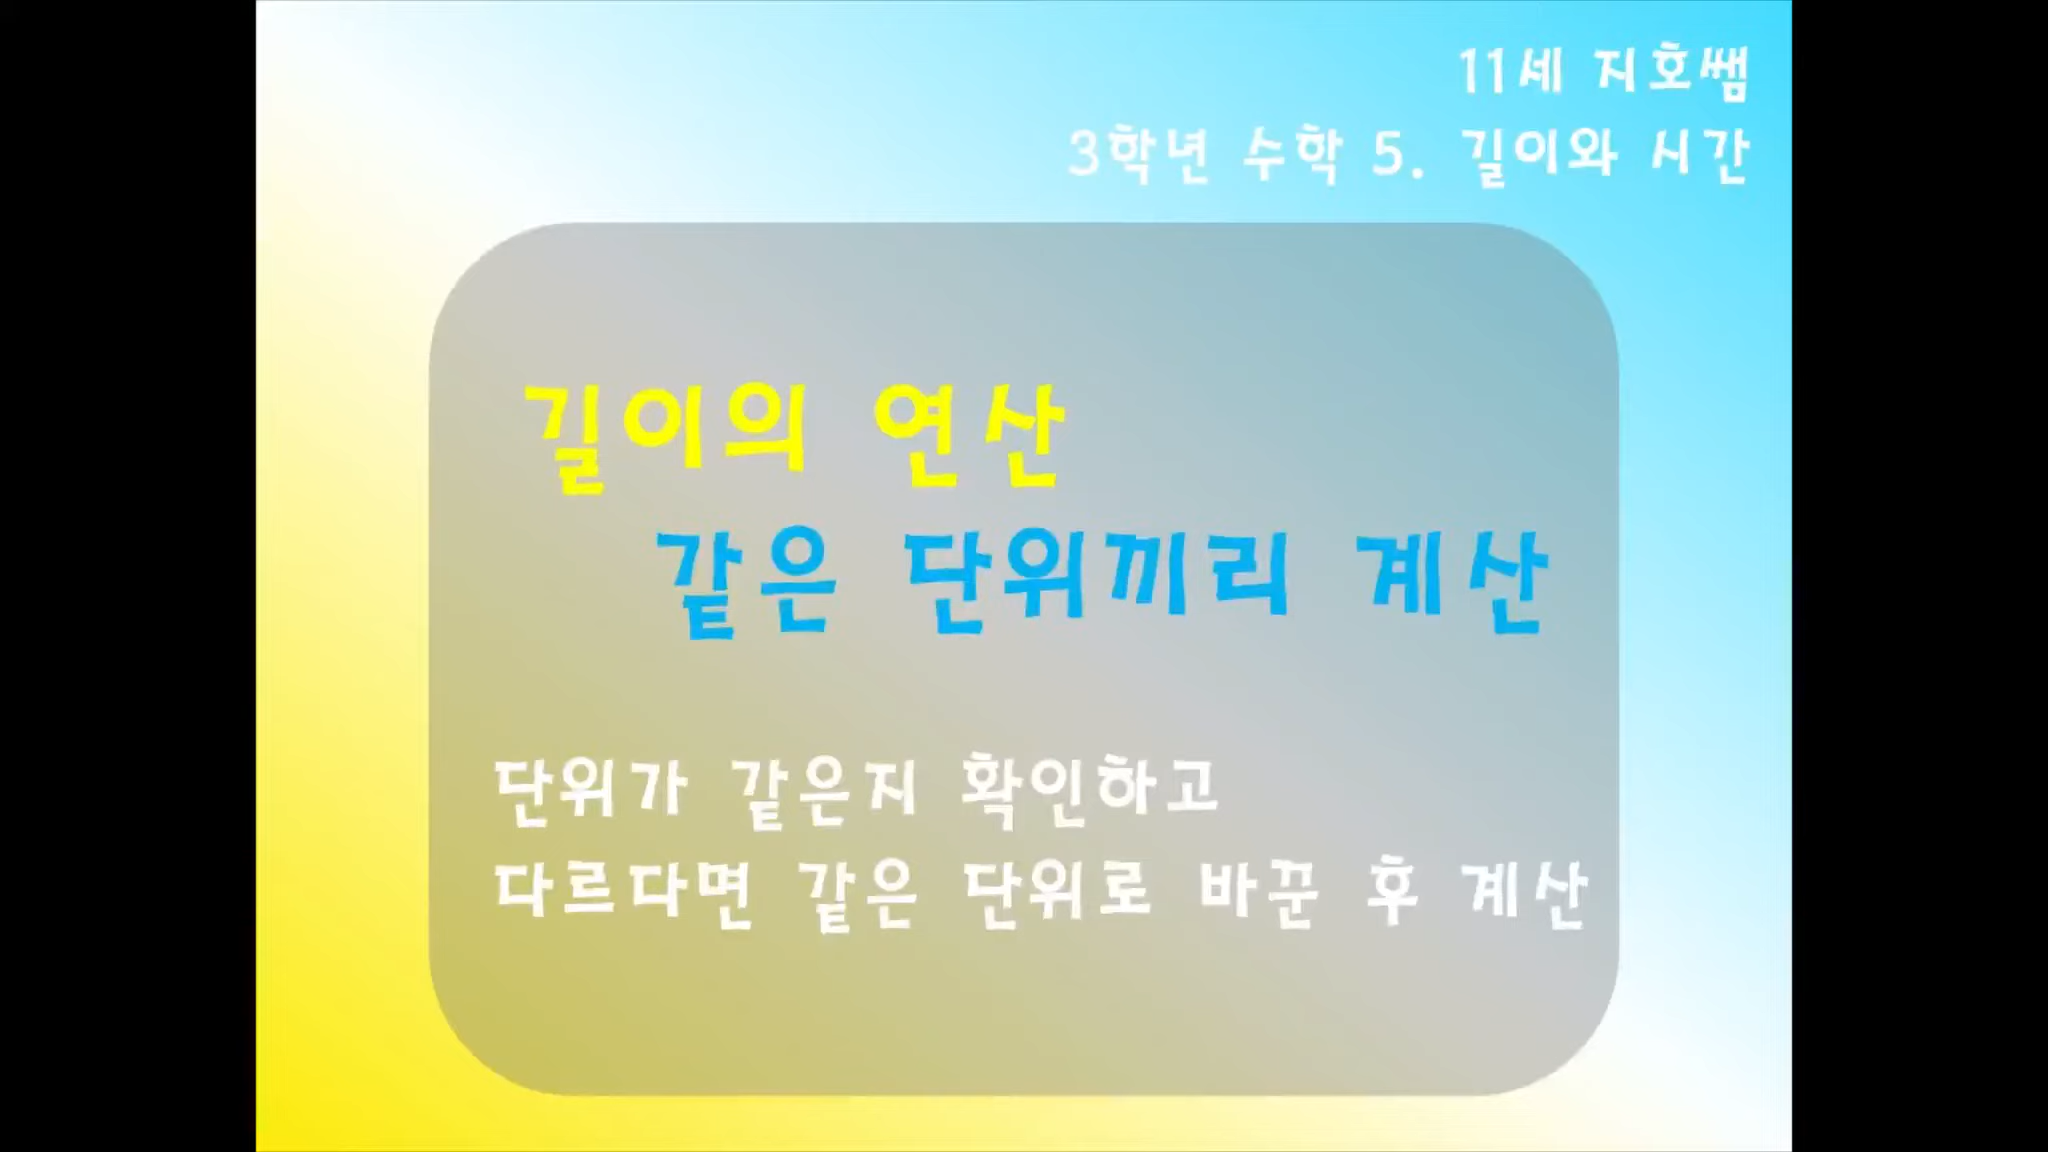 11세 지호쌤
3학년 수학 5. 길이와 시간
길이의 연산
같은 단위끼리 계산
단위가 같은지 확인하고
다르다면 같은 단위로 바꾼 후 계산